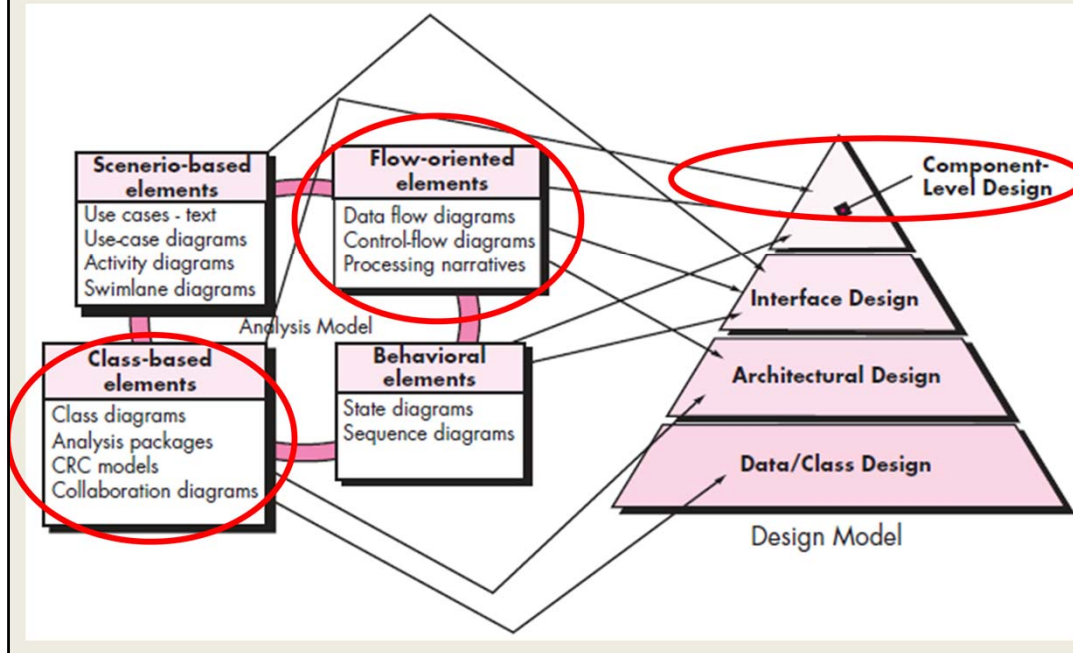 Scenerio-based
elements
Use cases - text
Use-case diagrams
Activity diagrams
Swimlane diagrams
Flow-oriented
elements
Data flow diagrams
Control-flow diagrams
Processing narratives
Analysis Model
Class-based
elements
Class diagrams
Analysis packages
CRC models
Collaboration diagrams
Behavioral
elements
State diagrams
Sequence diagrams
Component-
Level Design
Interface Design
Architectural Design
Data/Class Design
Design Model